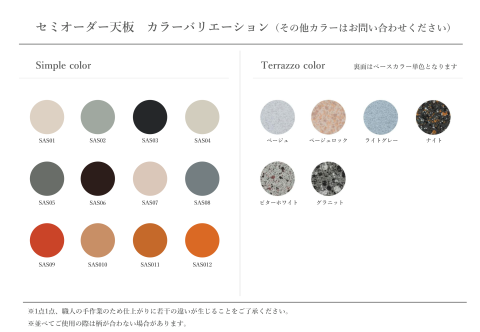 セミオーダー天板　カラーバリエーション（その他カラーはお問い合わせください）
Simple color
Terrazzo color　裏面はベースカラー単色となります
SAS01　SAS02　SAS03　SAS04
ベージュ　ベージュロック　ライトグレー　ナイト
SAS05　SAS06　SAS07　SAS08
ビターホワイト　グラニット
SAS09　SAS010　SAS011　SAS012
※1点1点、職人の手作業のため仕上がりに若干の違いが生じることをご了承ください。
※並べてご使用の際は柄が合わない場合があります。